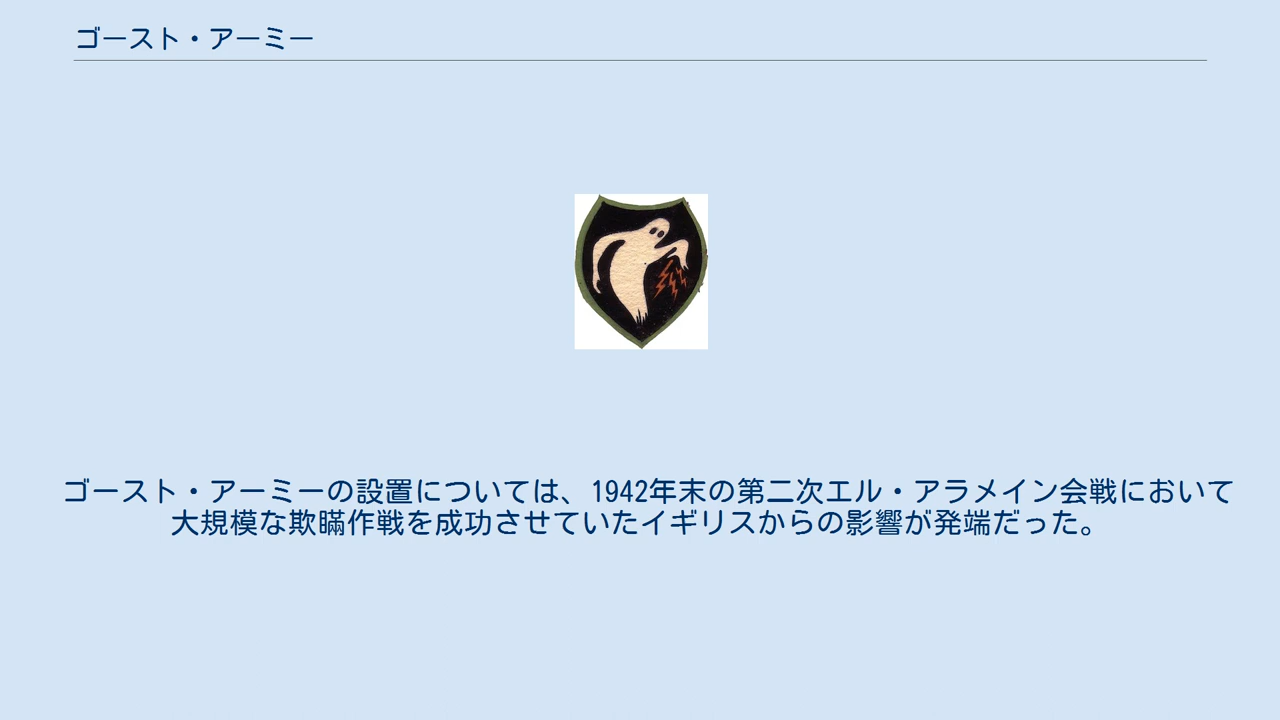 ゴースト・アーミー
ゴースト・アーミーの設置については、1942年末の第二次エル・アラメイン会戦において
大規模な欺瞞作戦を成功させていたイギリスからの影響が発端だった。